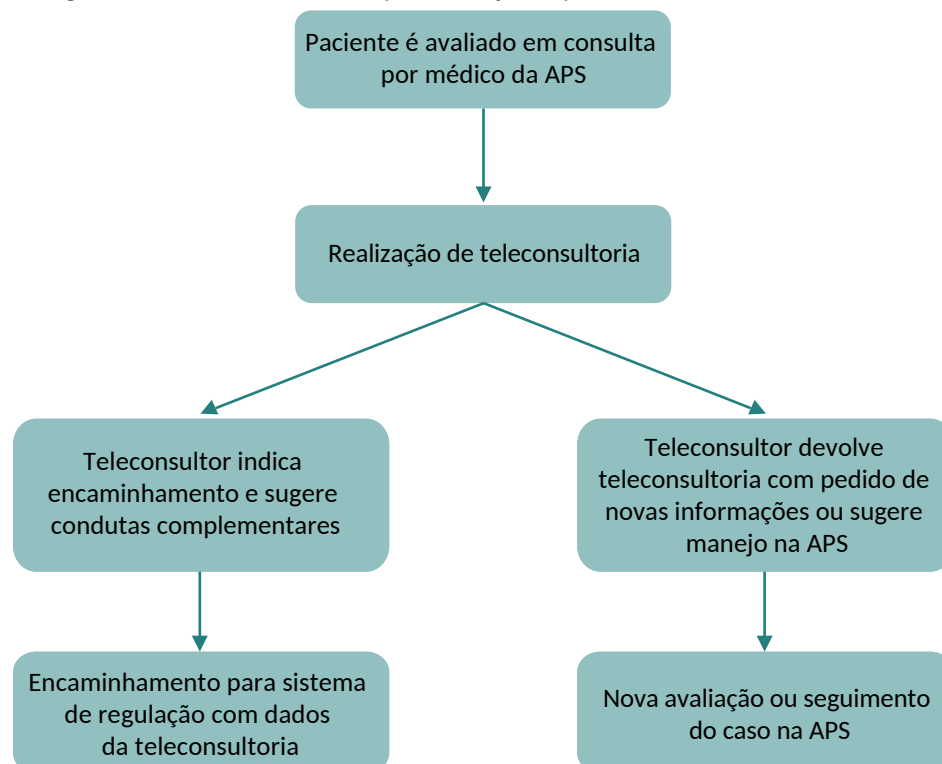 Paciente é avaliado em consulta
por médico da APS
Realização de teleconsultoria
Teleconsultor indica
encaminhamento e sugere
condutas complementares
Teleconsultor devolve
teleconsultoria com pedido de
novas informações ou sugere
manejo na APS
Encaminhamento para sistema
de regulação com dados
da teleconsultoria
Nova avaliação ou seguimento
do caso na APS